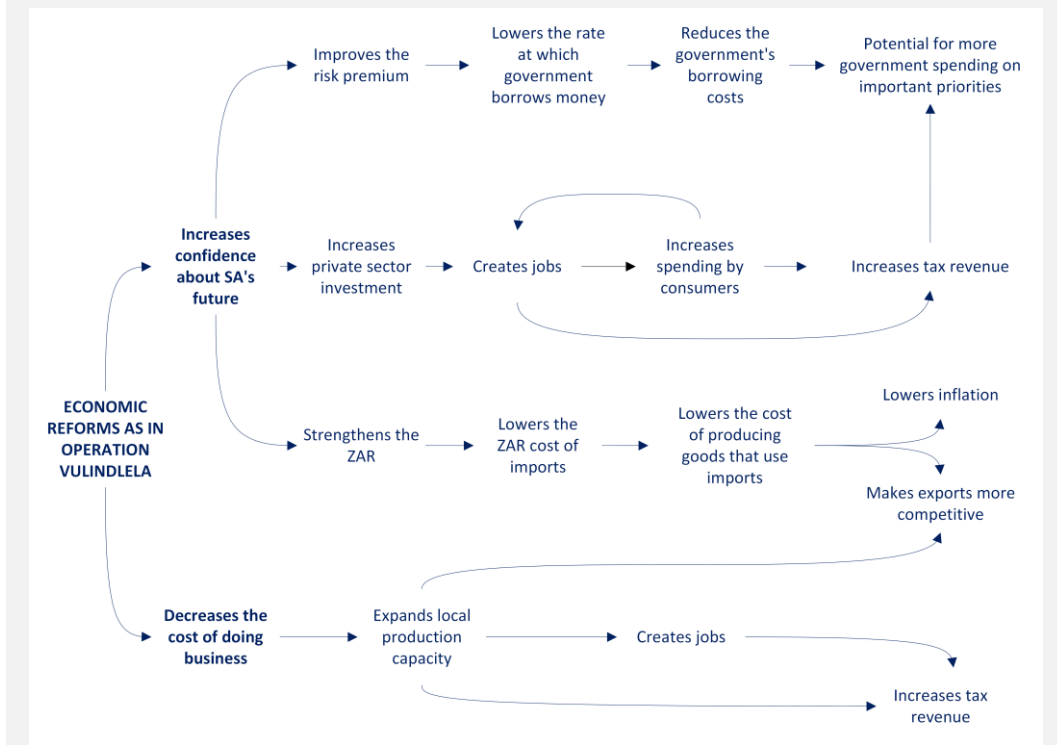 Improves the
risk premium
Lowers the rate
at which
government
borrows money
Reduces the
government's
borrowing
costs
Potential for more
government spending on
important priorities
Increases
confidence
about SA's
future
Increases
private sector
investment
Creates jobs
Increases
spending by
consumers
Increases tax revenue
ECONOMIC
REFORMS AS IN
OPERATION
VULINDLELA
Strengthens the
ZAR
Lowers the
ZAR cost of
imports
Lowers the cost
of producing
goods that use
imports
Lowers inflation
Makes exports more
competitive
Decreases the
cost of doing
business
Expands local
production
capacity
Creates jobs
Increases tax
revenue